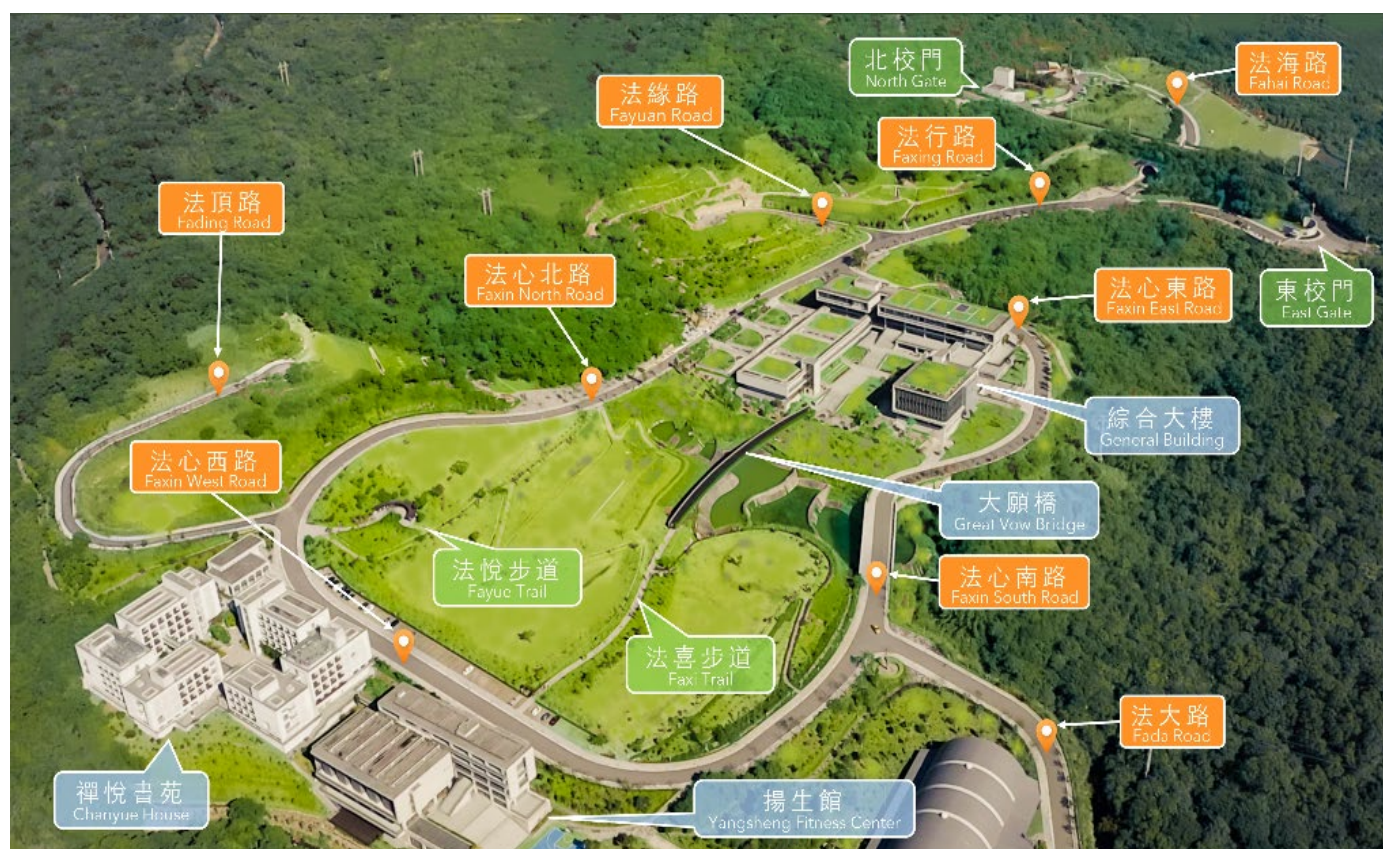 北校門
North Gate
法海路
Fahai Road
法緣路
Fayuan Road
法行路
Faxing Road
法頂路
Fading Road
法心北路
Faxin North Road
法心東路
Faxin East Road
東校門
East Gate
綜合大樓
General Building
法心西路
Faxin West Road
大願橋
Great Vow Bridge
法悅步道
Fayue Trail
法心南路
Faxin South Road
法喜步道
Faxi Trail
法大路
Fada Road
禪悅書苑
Chanyue House
揚生館
Yangsheng Fitness Center